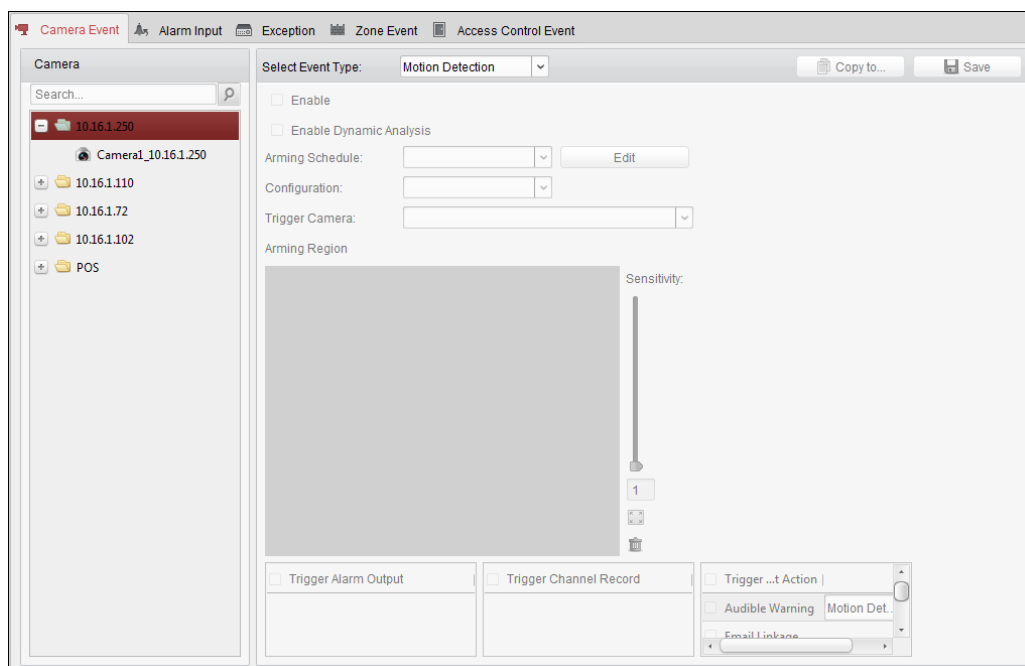 Camera Event Alarm Input Exception Zone Event Access Control Event
Camera
Search...
10.16.1.250
Camera1_10.16.1.250
10.16.1.110
10.16.1.72
10.16.1.102
POS
Select Event Type: Motion Detection Copy to... Save
Enable
Enable Dynamic Analysis
Arming Schedule: Edit
Configuration:
Trigger Camera:
Arming Region
Sensitivity:
1
Trigger Alarm Output
Trigger Channel Record
Trigger ...t Action
Audible Warning Motion Det...
Email Linkage